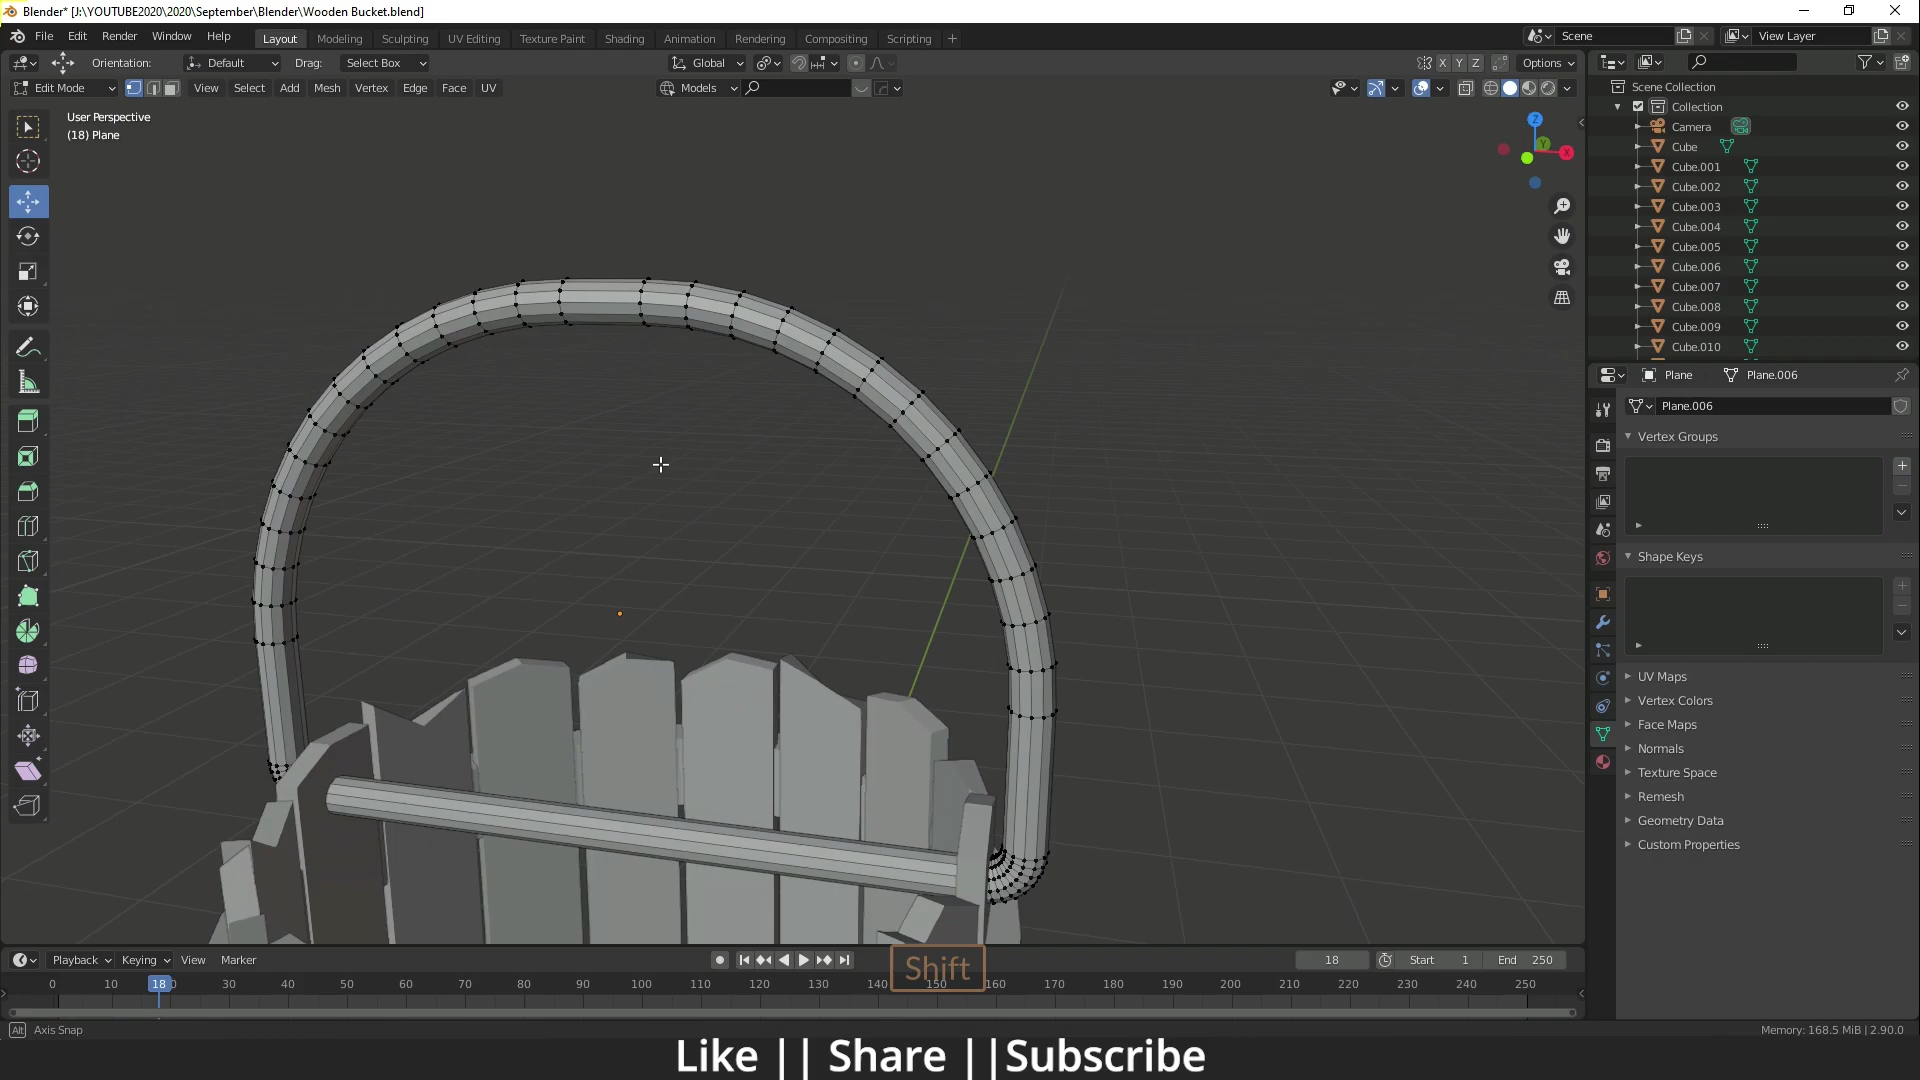 Blender* [J:\YOUTUBE2020\2020\September\Blender\Wooden Bucket.blend]
File Edit Render Window Help Layout Modeling Sculpting UV Editing Texture Paint Shading Animation Rendering Compositing Scripting + Scene View Layer
Orientation: Default Drag: Select Box Global X Y Z Options
Edit Mode View Select Add Mesh Vertex Edge Face UV Models
User Perspective
(18) Plane
Z
Y
X
Scene Collection
Collection
Camera
Cube
Cube.001
Cube.002
Cube.003
Cube.004
Cube.005
Cube.006
Cube.007
Cube.008
Cube.009
Cube.010
Plane Plane.006
Plane.006
Vertex Groups
Shape Keys
UV Maps
Vertex Colors
Face Maps
Normals
Texture Space
Remesh
Geometry Data
Custom Properties
Playback Keying View Marker 18 Start 1 End 250
Shift
0 10 18 30 40 50 60 70 80 90 100 110 120 130 140 150 160 170 180 190 200 210 220 230 240 250
Alt Axis Snap Memory: 168.5 MiB | 2.90.0
Like || Share ||Subscribe